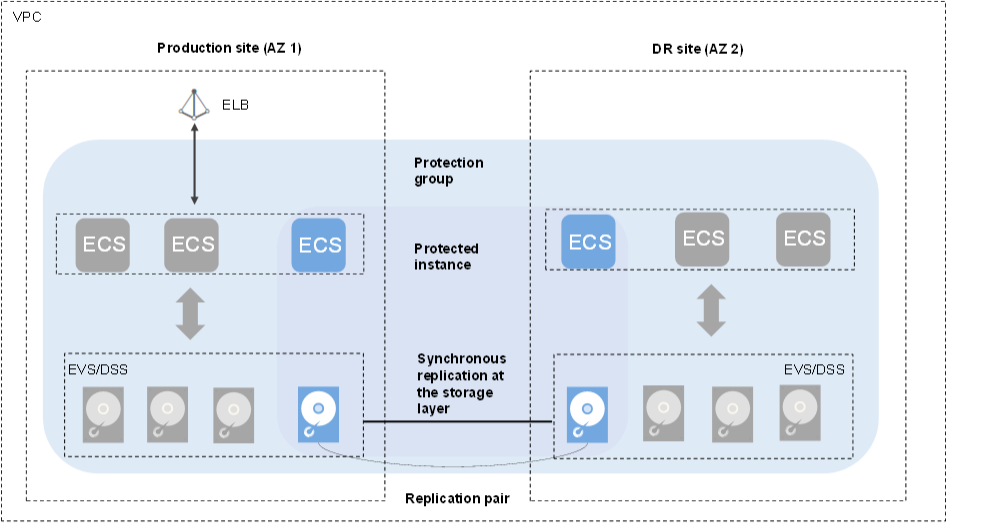 VPC
Production site (AZ 1)
DR site (AZ 2)
ELB
Protection
group
ECS
ECS
ECS
Protected
instance
ECS
ECS
ECS
EVS/DSS
Synchronous
replication at
the storage
layer
EVS/DSS
Replication pair